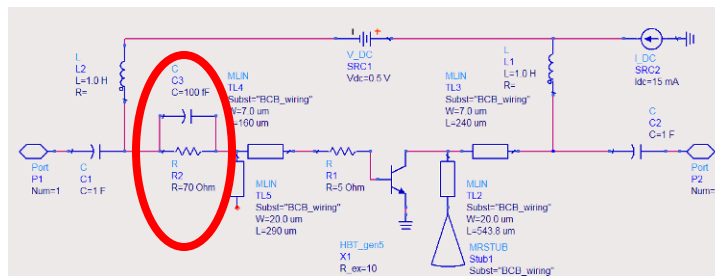 L
L2
L=1.0 H
R=
C
C3
C=100 fF
R
R2
R=70 Ohm
MLIN
TL4
Subst="BCB_wiring"
W=7.0 um
L=160 um
V_DC
SRC1
Vdc=0.5 V
MLIN
TL3
Subst="BCB_wiring"
W=7.0 um
L=240 um
L
L1
L=1.0 H
R=
I_DC
SRC2
Idc=15 mA
Port
P1
Num=1
C
C1
C=1 F
MLIN
TL5
Subst="BCB_wiring"
W=20.0 um
L=290 um
R
R1
R=5 Ohm
HBT_gen5
X1
R_ex=10
MLIN
TL2
Subst="BCB_wiring"
W=20.0 um
L=543.8 um
MRSTUB
Stub1
Subst="BCB_wiring"
C
C2
C=1 F
Port
P2
Num=